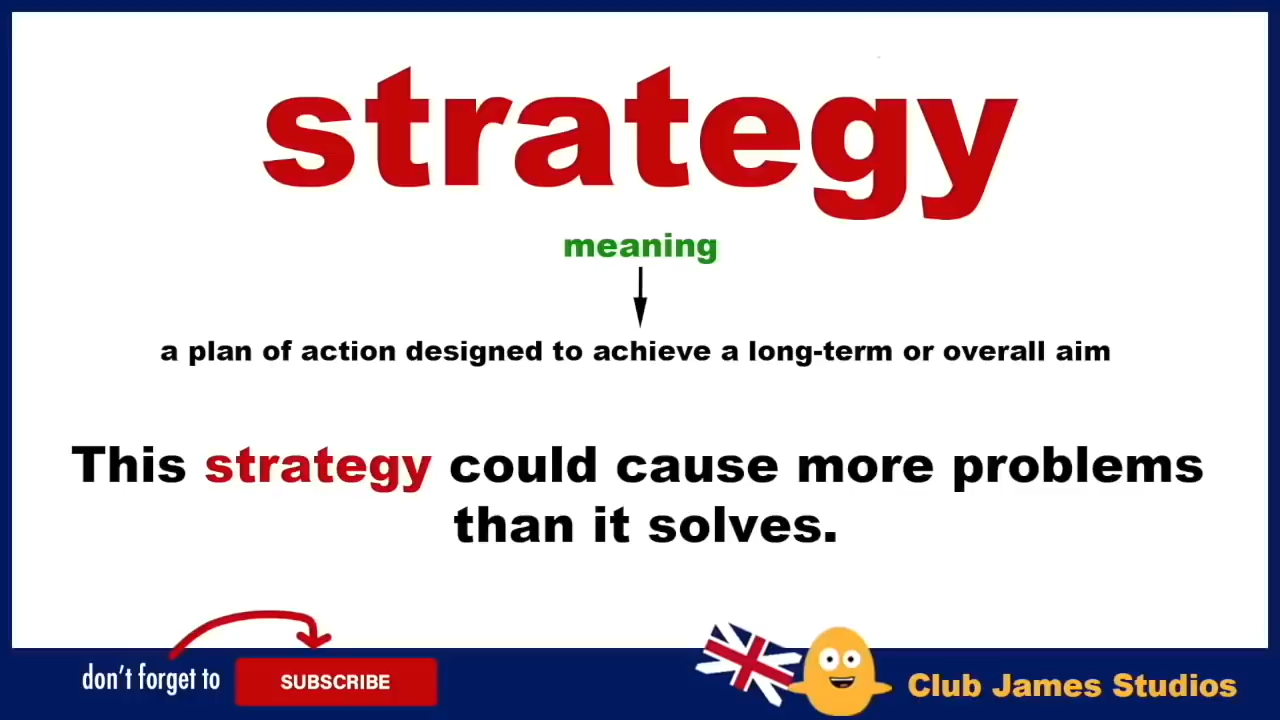 strategy
meaning
a plan of action designed to achieve a long-term or overall aim
This strategy could cause more problems
than it solves.
don't forget to
SUBSCRIBE
Club James Studios